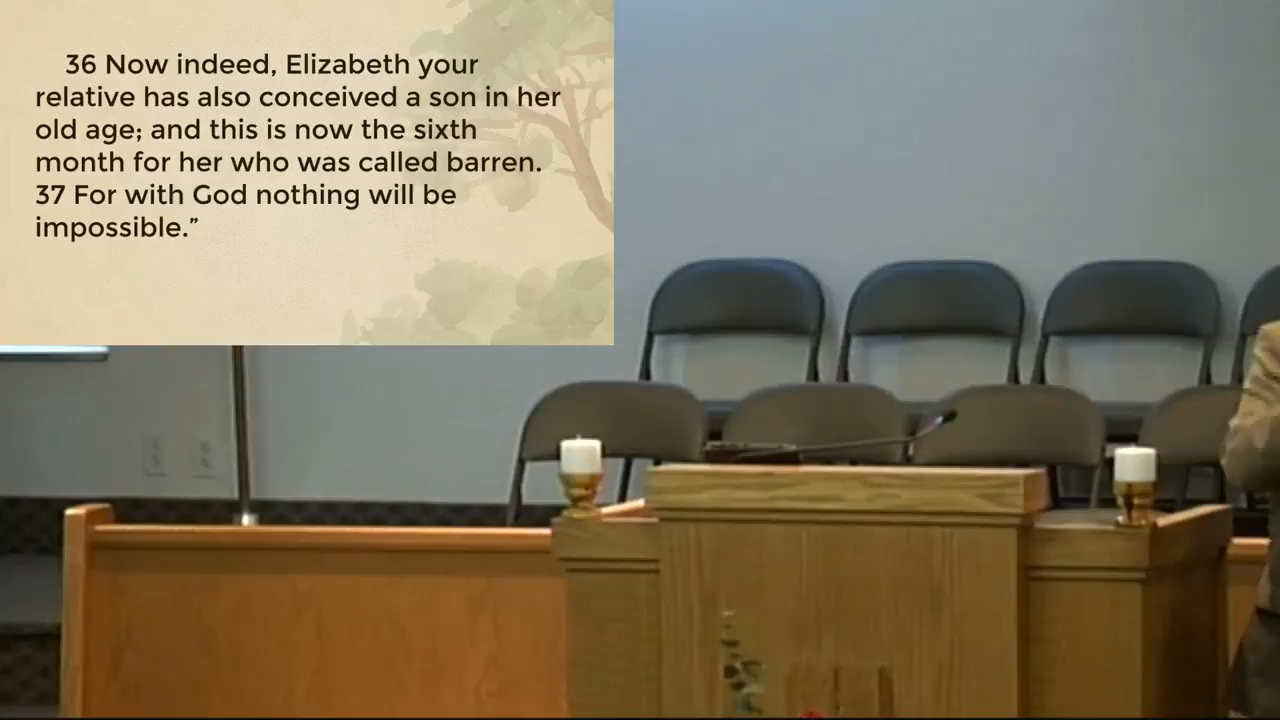 36 Now indeed, Elizabeth your
relative has also conceived a son in her
old age; and this is now the sixth
month for her who was called barren.
37 For with God nothing will be
impossible.”